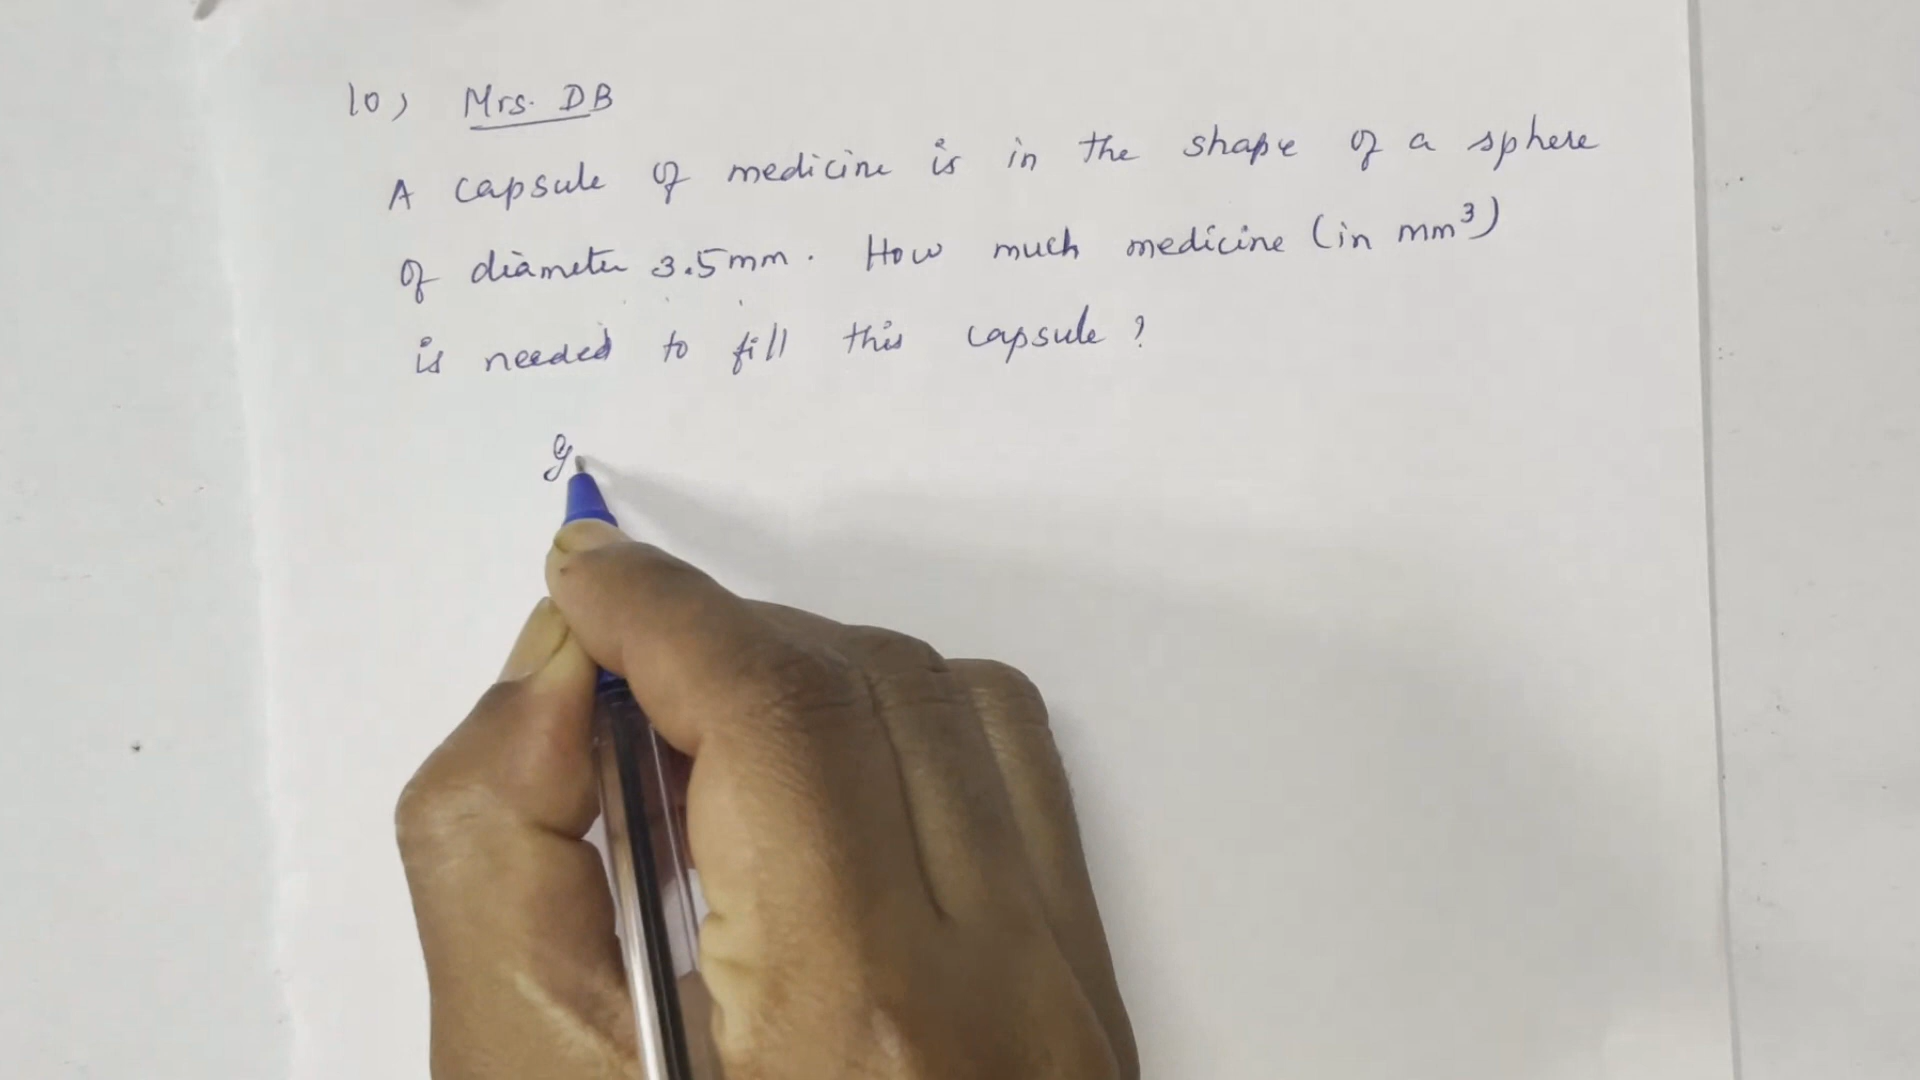 10) Mrs. DB
A capsule of medicine is in the shape of a sphere
of diameter 3.5mm. How much medicine (in mm³)
is needed to fill this capsule?
g